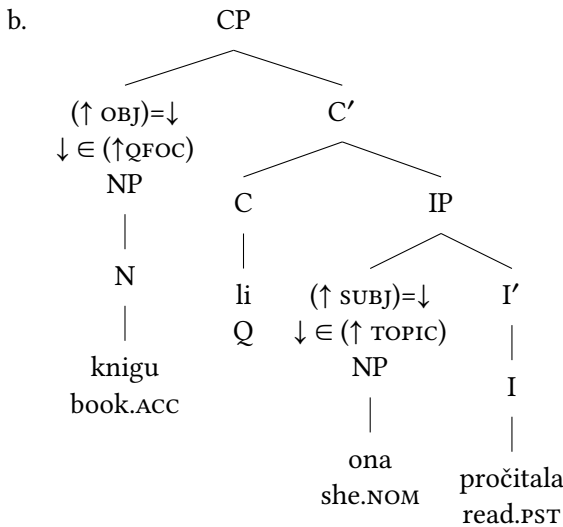 b.
CP
(↑ OBJ)=↓
↓ ∈ (↑QFOC)
NP
N
knigu
book.ACC
C′
C
li
Q
IP
(↑ SUBJ)=↓
↓ ∈ (↑ TOPIC)
NP
ona
she.NOM
I′
I
pročitala
read.PST